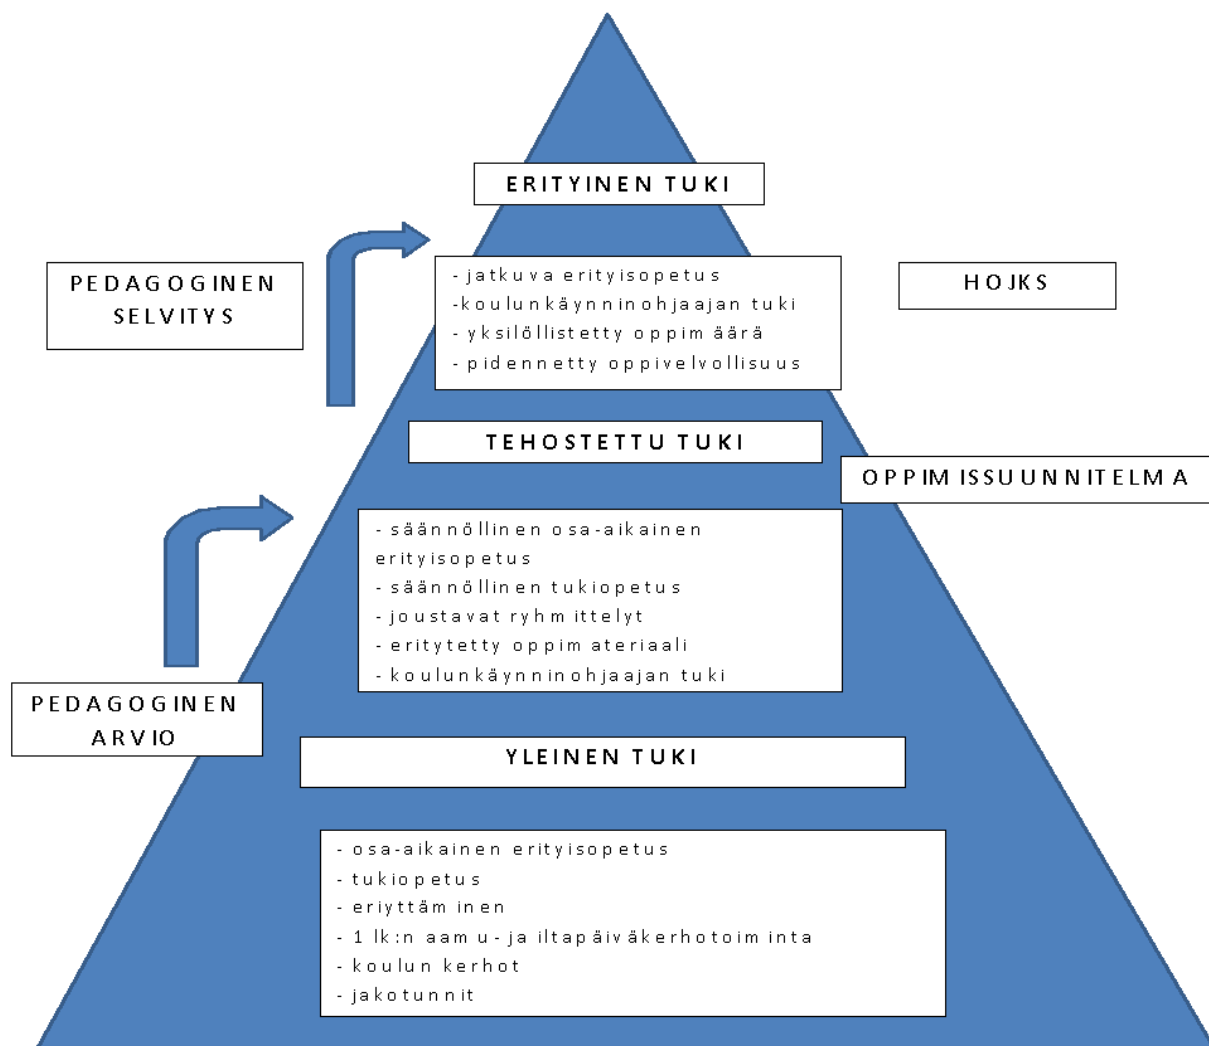 ERITYINEN TUKI
PEDAGOGINEN
SELVITYS
- jatkuva erityisopetus
-koulunkäynninohjaajan tuki
- yksilöllistetty oppimäärä
- pidennetty oppivelvollisuus
HOJKS
TEHOSTETTU TUKI
OPPIMISSUUNNITELMA
- säännöllinen osa-aikainen
erityisopetus
- säännöllinen tukiopetus
- joustavat ryhmittelyt
- eritytetty oppimateriaali
- koulunkäynninohjaajan tuki
PEDAGOGINEN
ARVIO
YLEINEN TUKI
- osa-aikainen erityisopetus
- tukiopetus
- eriyttäminen
- 1 lk:n aamu- ja iltapäiväkerhotoiminta
- koulun kerhot
- jakotunnit